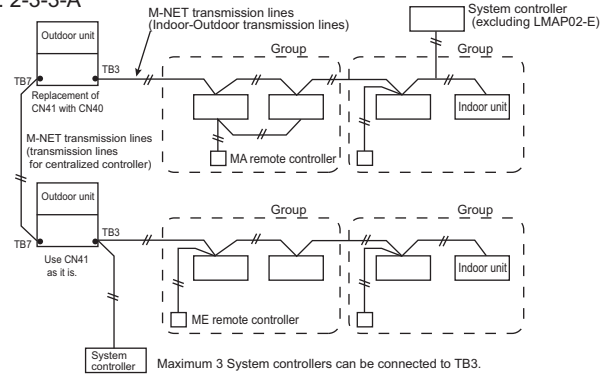 2-3-3-A
M-NET transmission lines
(Indoor-Outdoor transmission lines)
System controller
(excluding LMAP02-E)
Group
Group
Outdoor unit
TB7
TB3
Replacement of
CN41 with CN40
Indoor unit
MA remote controller
M-NET transmission lines
(transmission lines
for centralized controller)
Outdoor unit
Group
Group
TB7
TB3
Use CN41
as it is.
Indoor unit
ME remote controller
System
controller
Maximum 3 System controllers can be connected to TB3.